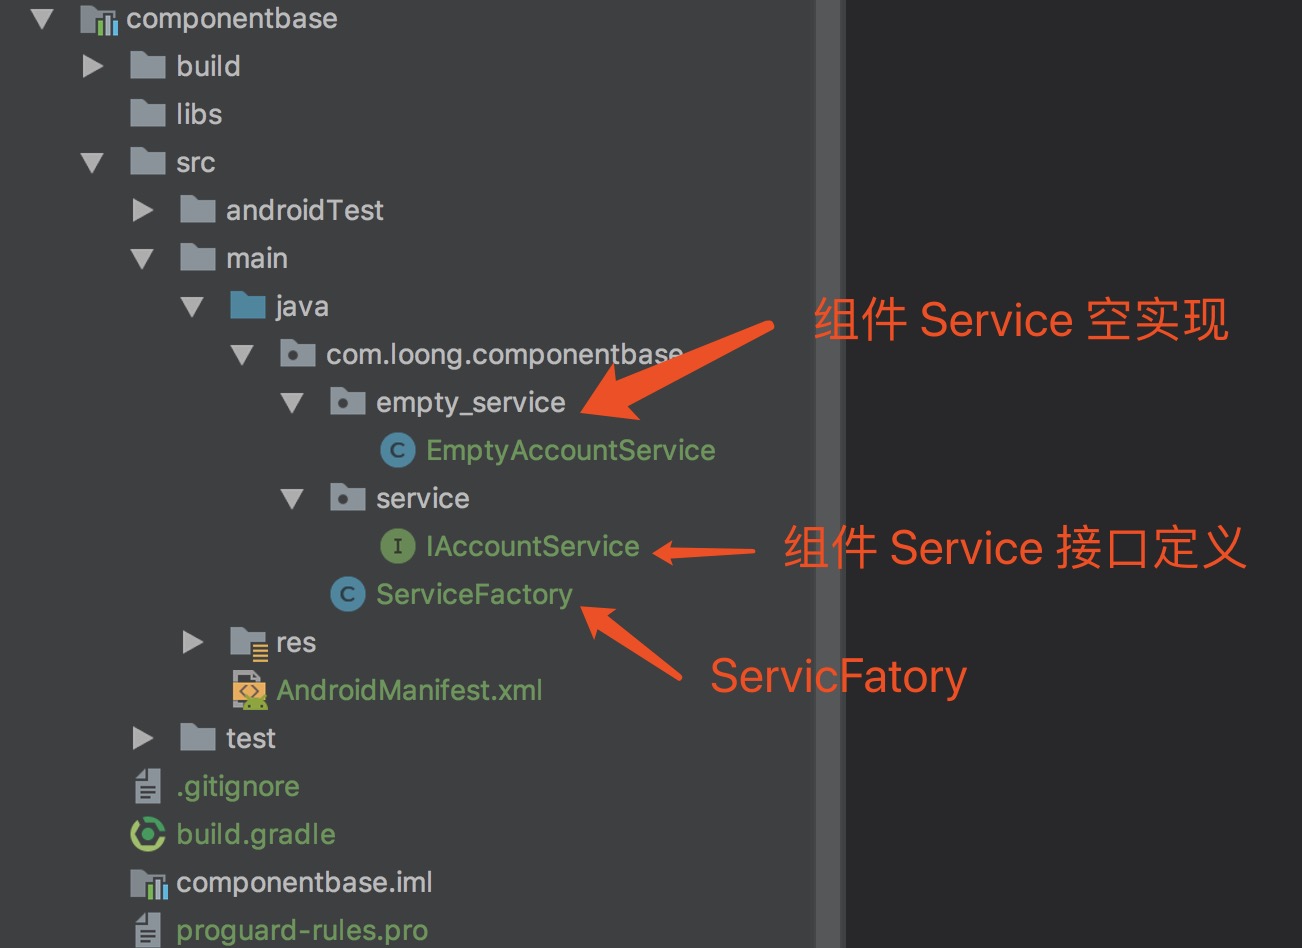 componentbase
build
libs
src
androidTest
main
java
组件 Service 空实现
com.loong.componentbase
empty_service
EmptyAccountService
service
IAccountService
组件 Service 接口定义
ServiceFactory
res
ServicFatory
AndroidManifest.xml
test
.gitignore
build.gradle
componentbase.iml
proguard-rules.pro